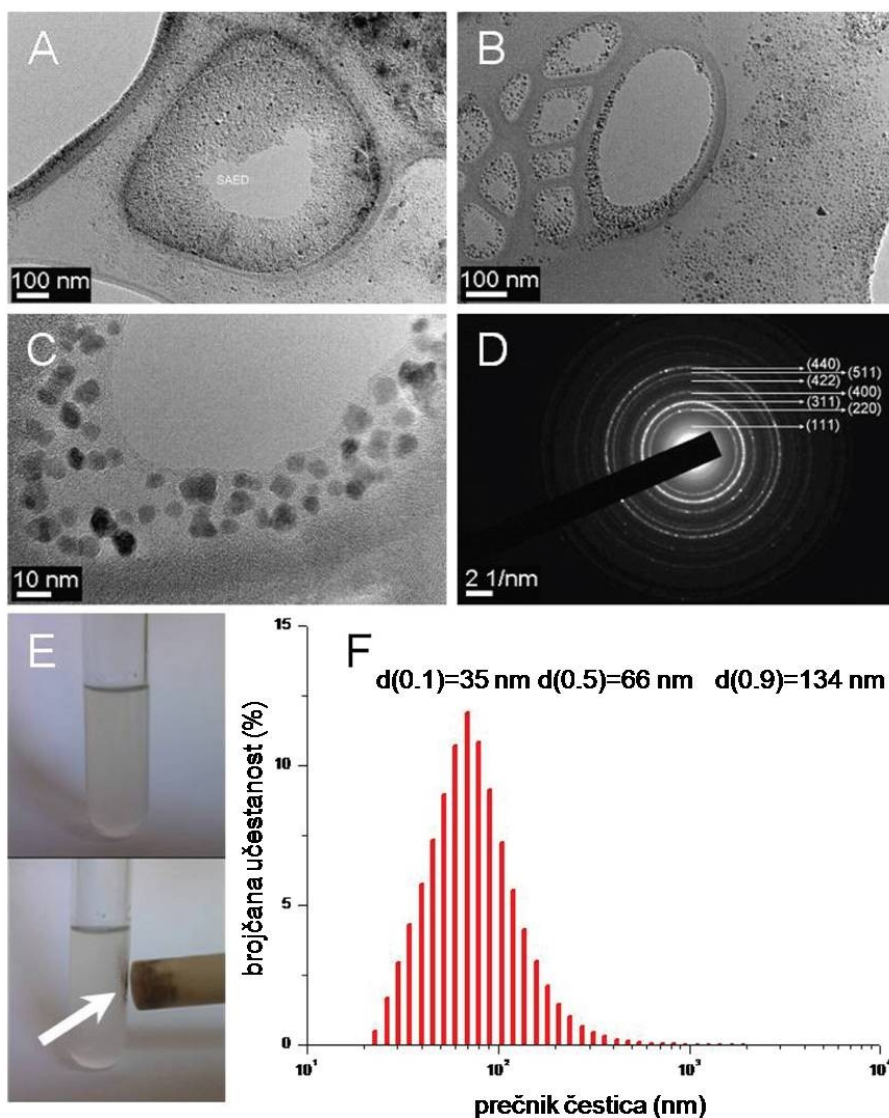 A
SAED
100 nm
B
100 nm
C
10 nm
D
(440)
(511)
(422)
(400)
(311)
(220)
(111)
2 1/nm
E
F
d(0.1)=35 nm d(0.5)=66 nm d(0.9)=134 nm
15
10
5
0
brojčana učestanost (%)
10¹ 10² 10³ 10⁴
prečnik čestica (nm)